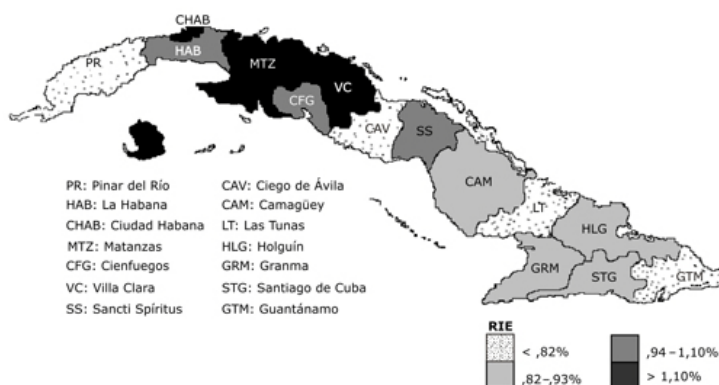 CHAB
HAB
PR
MTZ
VC
CFG
CAV
SS
CAM
LT
HLG
GRM
STG
GTM
PR: Pinar del Río
HAB: La Habana
CHAB: Ciudad Habana
MTZ: Matanzas
CFG: Cienfuegos
VC: Villa Clara
SS: Sancti Spíritus
CAV: Ciego de Ávila
CAM: Camagüey
LT: Las Tunas
HLG: Holguín
GRM: Granma
STG: Santiago de Cuba
GTM: Guantánamo
RIE
< ,82%
,82–,93%
,94–1,10%
> 1,10%